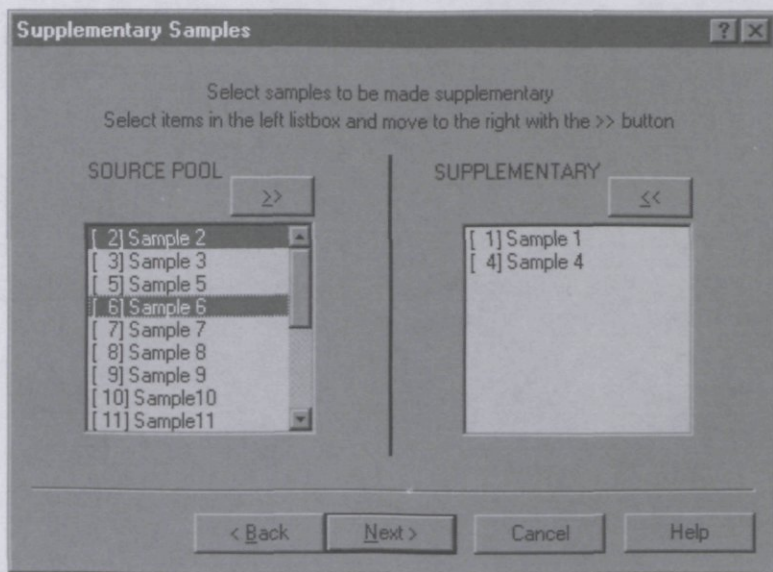 Supplementary Samples
Select samples to be made supplementary
Select items in the left listbox and move to the right with the >> button
SOURCE POOL
>>
[ 2] Sample 2
[ 3] Sample 3
[ 5] Sample 5
[ 6] Sample 6
[ 7] Sample 7
[ 8] Sample 8
[ 9] Sample 9
[10] Sample10
[11] Sample11
SUPPLEMENTARY
<<
[ 1] Sample 1
[ 4] Sample 4
< Back
Next >
Cancel
Help